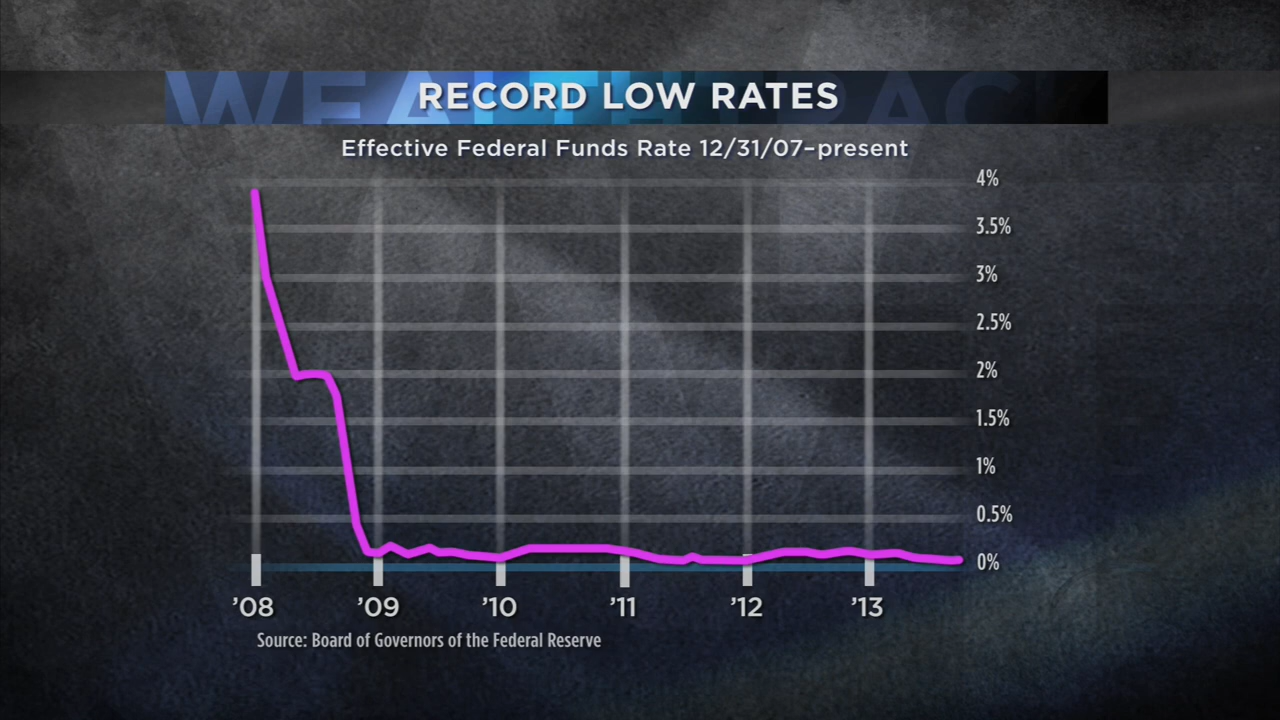 WEALTHTRACK
RECORD LOW RATES
Effective Federal Funds Rate 12/31/07–present
4%
3.5%
3%
2.5%
2%
1.5%
1%
0.5%
0%
’08 ’09 ’10 ’11 ’12 ’13
Source: Board of Governors of the Federal Reserve